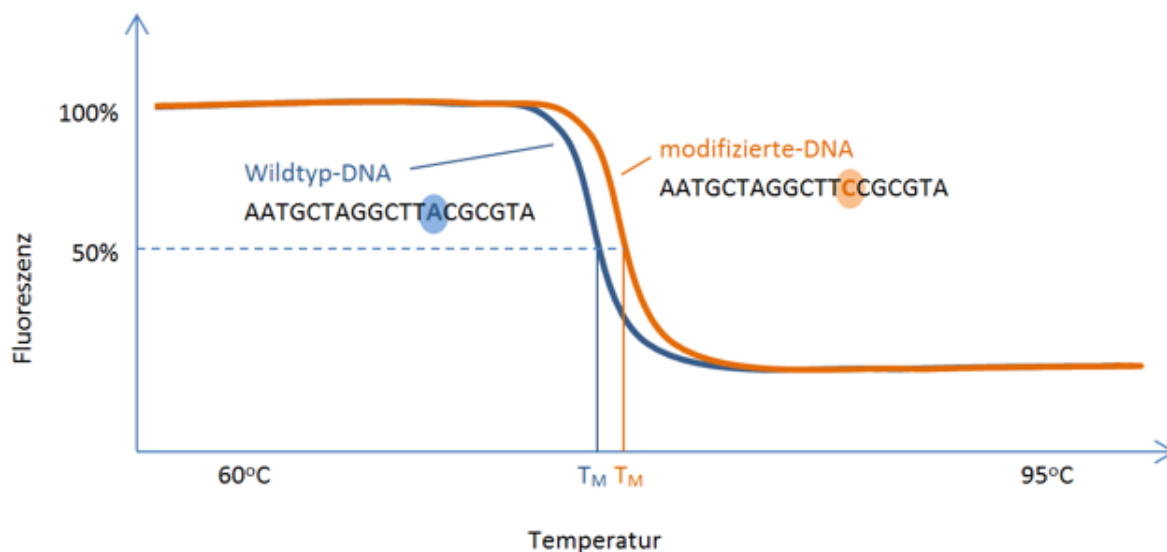 100%
Wildtyp-DNA
AATGCTAGGCTTACGCGTA
modifizierte-DNA
AATGCTAGGCTTCCGCGTA
50%
Fluoreszenz
60°C
TM TM
95°C
Temperatur